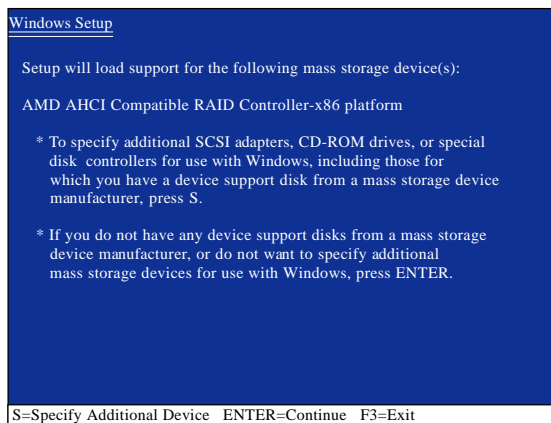 Windows Setup
Setup will load support for the following mass storage device(s):
AMD AHCI Compatible RAID Controller-x86 platform
* To specify additional SCSI adapters, CD-ROM drives, or special
disk controllers for use with Windows, including those for
which you have a device support disk from a mass storage device
manufacturer, press S.
* If you do not have any device support disks from a mass storage
device manufacturer, or do not want to specify additional
mass storage devices for use with Windows, press ENTER.
S=Specify Additional Device ENTER=Continue F3=Exit